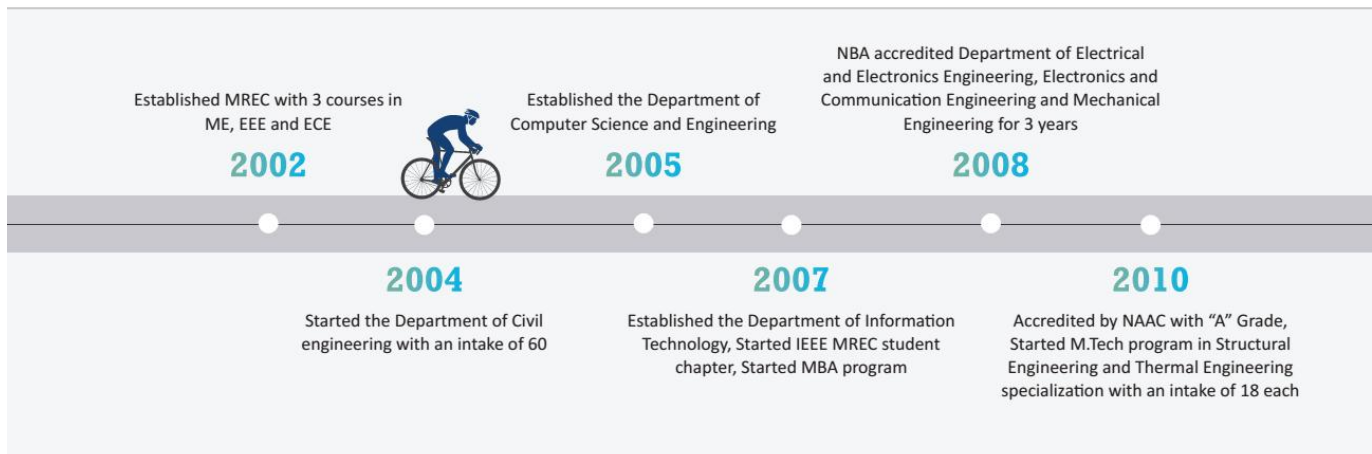 Established MREC with 3 courses in
ME, EEE and ECE
2002
Started the Department of Civil
engineering with an intake of 60
2004
Established the Department of
Computer Science and Engineering
2005
Established the Department of Information
Technology, Started IEEE MREC student
chapter, Started MBA program
2007
NBA accredited Department of Electrical
and Electronics Engineering, Electronics and
Communication Engineering and Mechanical
Engineering for 3 years
2008
2010
Accredited by NAAC with “A” Grade,
Started M.Tech program in Structural
Engineering and Thermal Engineering
specialization with an intake of 18 each